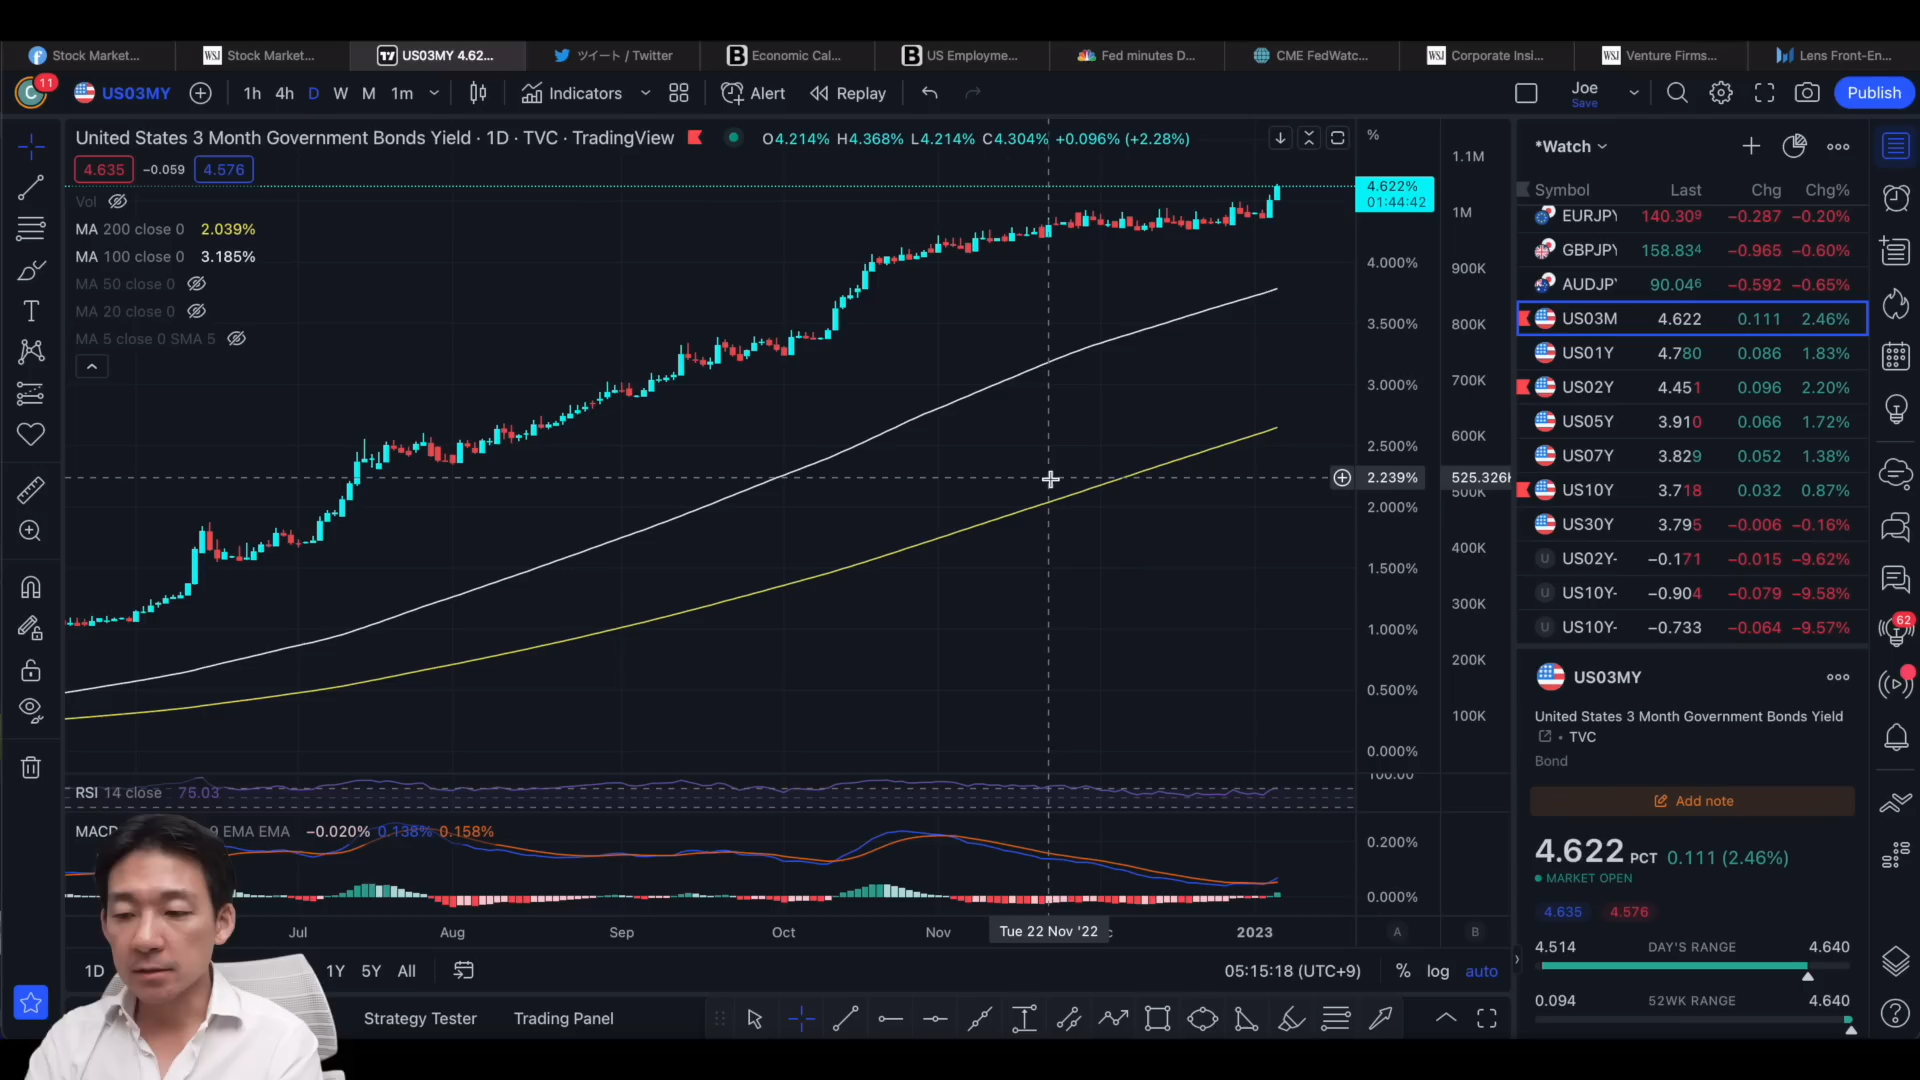 Stock Market...
Stock Market...
US03MY 4.62...
ツイート / Twitter
Economic Cal...
US Employme...
Fed minutes D...
CME FedWatc...
Corporate Insi...
Venture Firms...
Lens Front-En...
11
US03MY
1h 4h D W M 1m
Indicators
Alert
Replay
Joe
Save
Publish
United States 3 Month Government Bonds Yield · 1D · TVC · TradingView
O4.214% H4.368% L4.214% C4.304% +0.096% (+2.28%)
4.635 −0.059 4.576
Vol
MA 200 close 0 2.039%
MA 100 close 0 3.185%
MA 50 close 0
MA 20 close 0
MA 5 close 0 SMA 5
%
4.622%
01:44:42
4.000%
3.500%
3.000%
2.500%
2.239%
2.000%
1.500%
1.000%
0.500%
0.000%
1.1M
1M
900K
800K
700K
600K
525.326K
500K
400K
300K
200K
100K
RSI 14 close 75.03
100.00
MACD 9 EMA EMA −0.020% 0.138% 0.158%
0.200%
0.000%
Jul Aug Sep Oct Nov Tue 22 Nov '22 2023
A B
1D 1Y 5Y All
05:15:18 (UTC+9) % log auto
Strategy Tester Trading Panel
*Watch
Symbol Last Chg Chg%
EURJPY 140.309 −0.287 −0.20%
GBPJPY 158.834 −0.965 −0.60%
AUDJP 90.046 −0.592 −0.65%
US03M 4.622 0.111 2.46%
US01Y 4.780 0.086 1.83%
US02Y 4.451 0.096 2.20%
US05Y 3.910 0.066 1.72%
US07Y 3.829 0.052 1.38%
US10Y 3.718 0.032 0.87%
US30Y 3.795 −0.006 −0.16%
U US02Y- −0.171 −0.015 −9.62%
U US10Y- −0.904 −0.079 −9.58%
U US10Y- −0.733 −0.064 −9.57%
62
US03MY
United States 3 Month Government Bonds Yield
• TVC
Bond
Add note
4.622 PCT 0.111 (2.46%)
MARKET OPEN
4.635 4.576
4.514 DAY'S RANGE 4.640
0.094 52WK RANGE 4.640